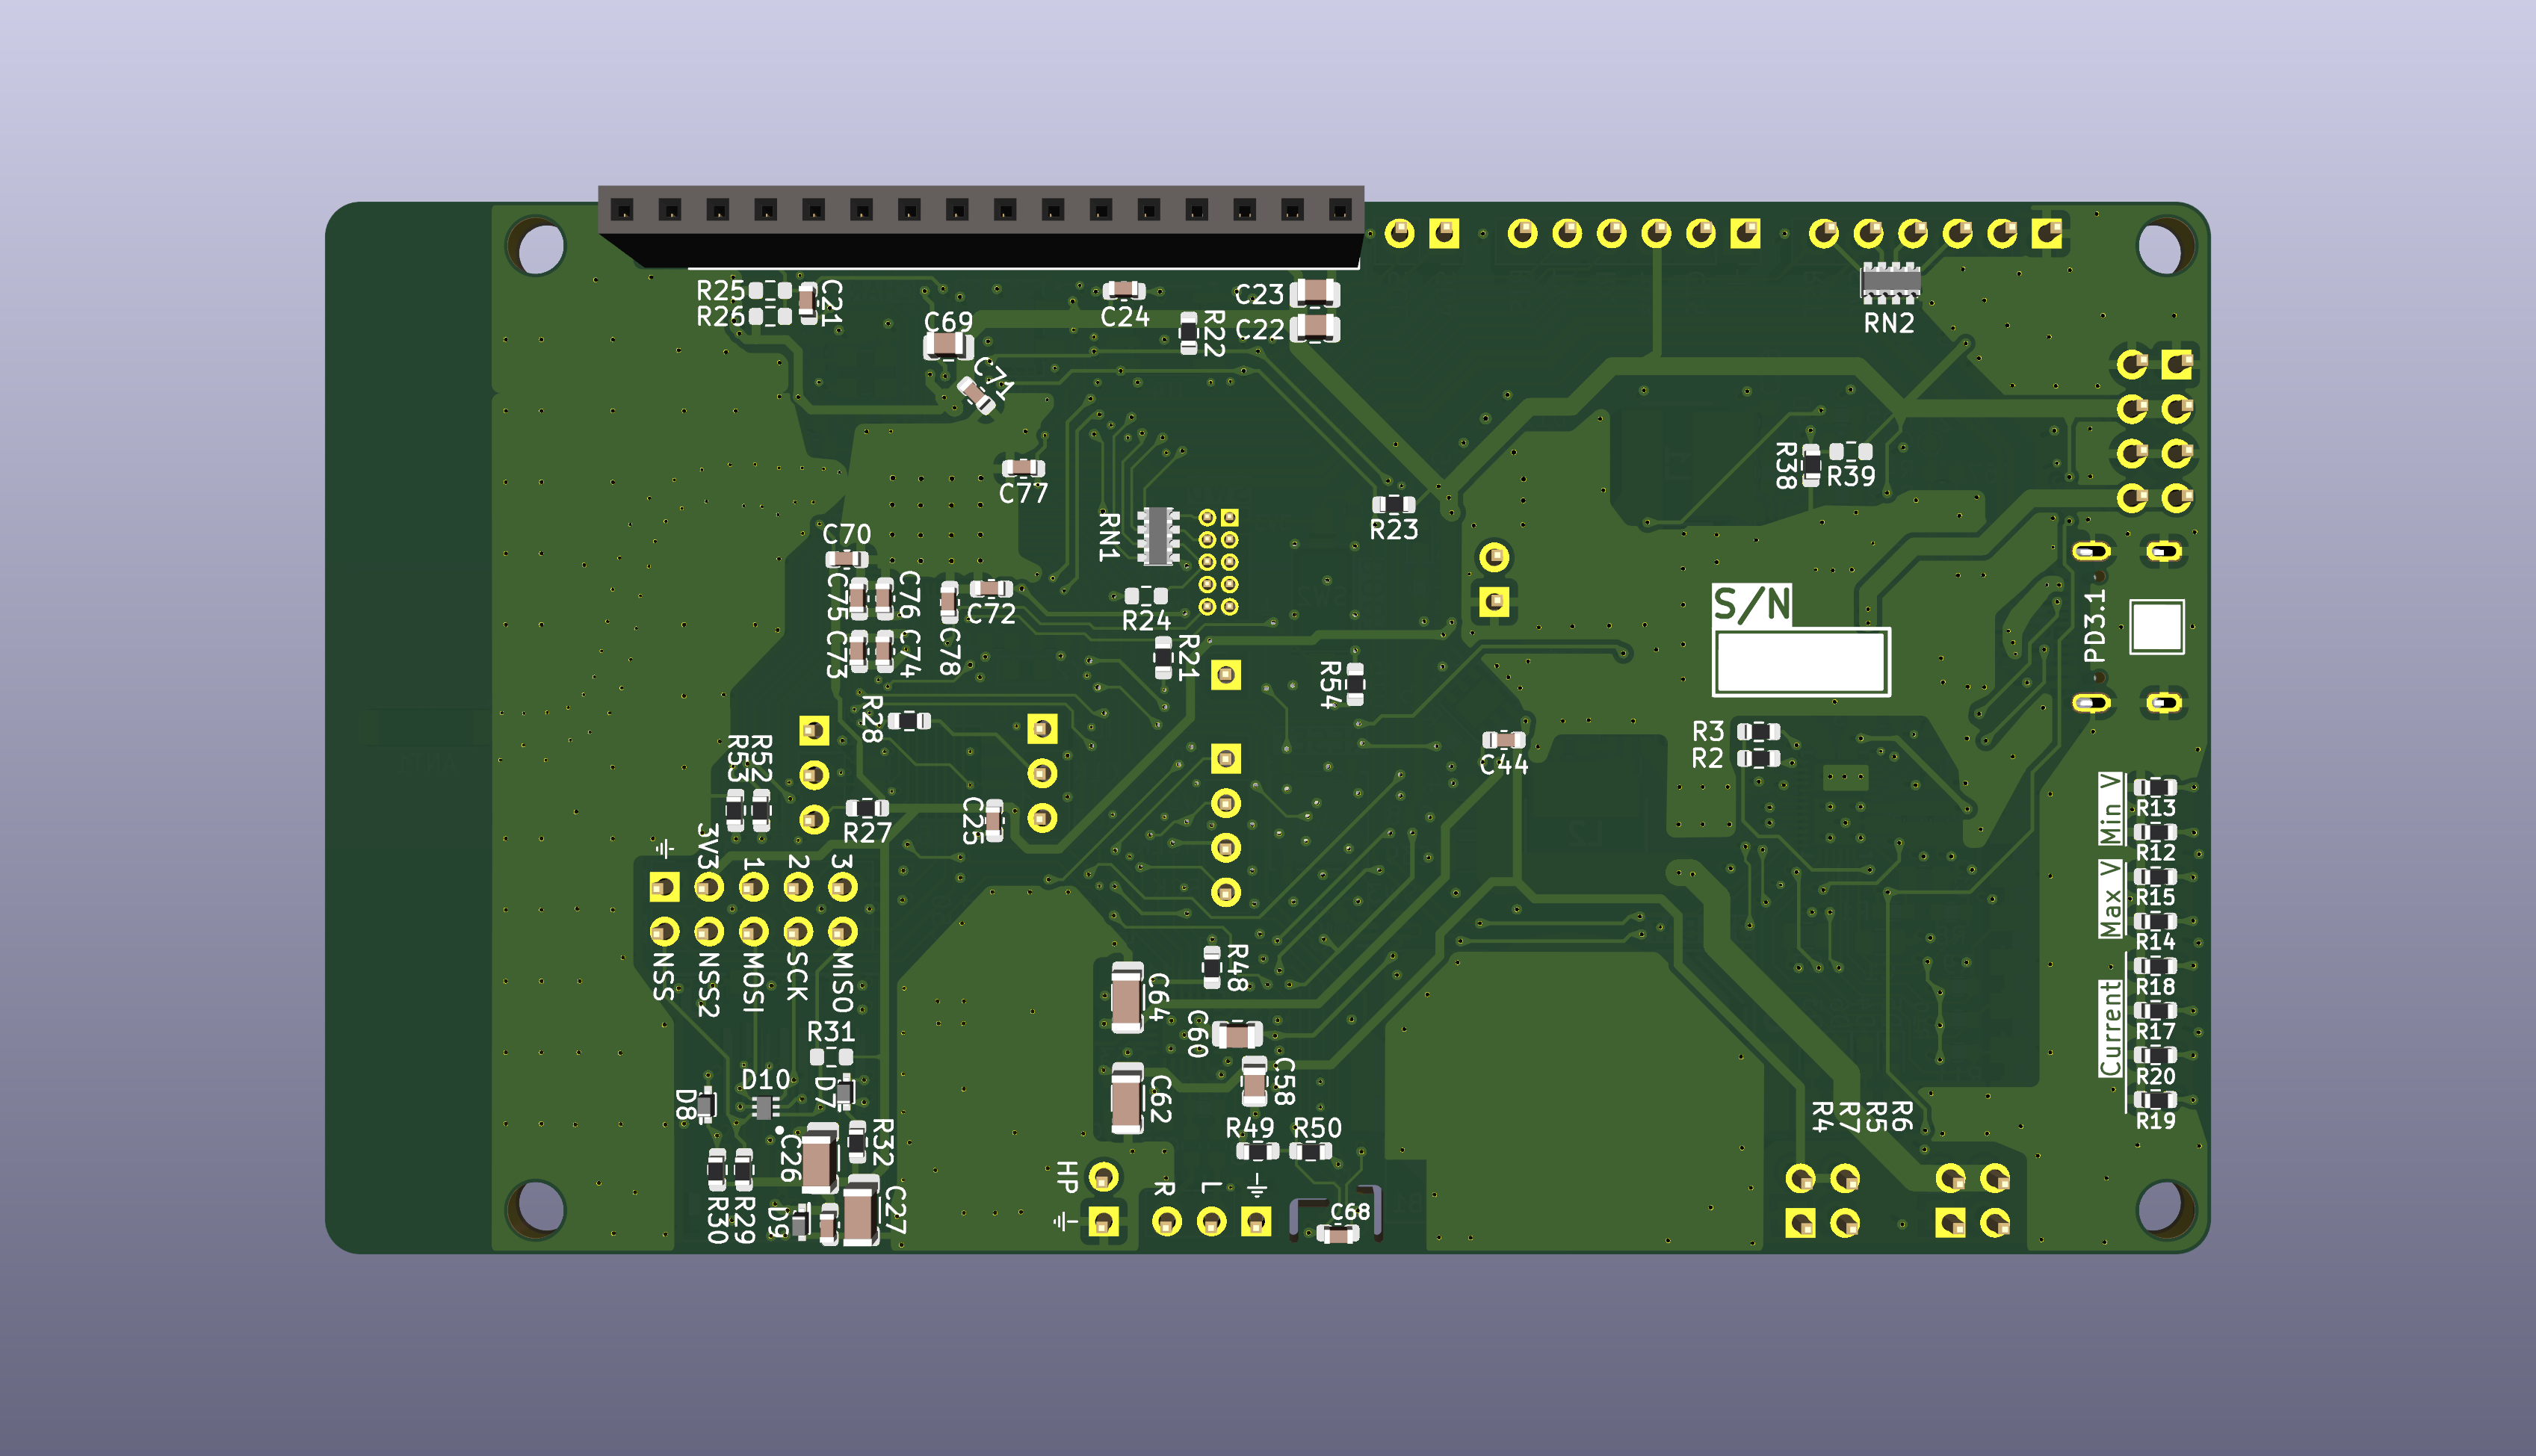 R25
R26
C21
C69
C71
C24
R22
C23
C22
RN2
C77
R23
R38
R39
RN1
C70
C75
C76
C73
C74
C78
C72
R24
R21
R54
S/N
PD3.1
R28
R53
R52
R27
C25
C44
R3
R2
Min V
R13
R12
Max V
R15
R14
Current
R18
R17
R20
R19
3V3
1
2
3
NSS
NSS2
MOSI
SCK
MISO
R48
C64
C60
C58
C62
R31
D10
D7
D8
C26
R32
R30
R29
D9
C27
R49
R50
HP
R
L
C68
R4
R7
R5
R6